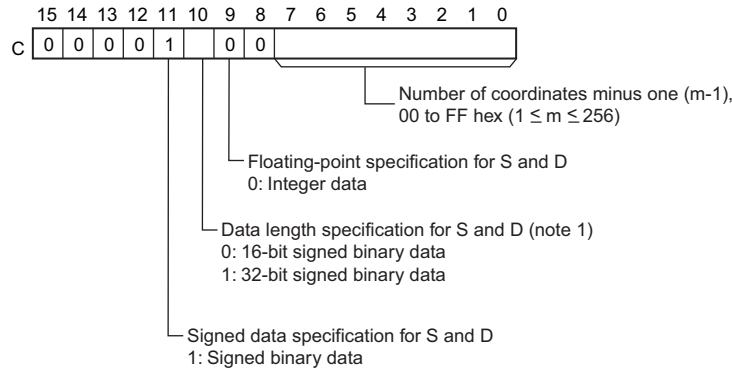 15 14 13 12 11 10 9 8 7 6 5 4 3 2 1 0
C 0 0 0 0 1 0 0
Number of coordinates minus one (m-1),
00 to FF hex (1 ≤ m ≤ 256)
Floating-point specification for S and D
0: Integer data
Data length specification for S and D (note 1)
0: 16-bit signed binary data
1: 32-bit signed binary data
Signed data specification for S and D
1: Signed binary data